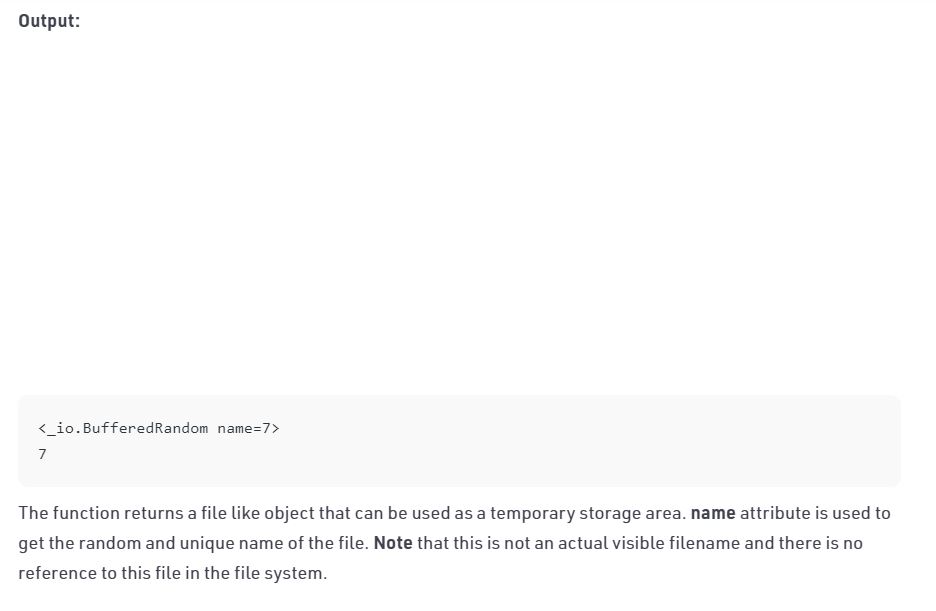 Output:
<_io.BufferedRandom name=7>
7
The function returns a file like object that can be used as a temporary storage area. name attribute is used to
get the random and unique name of the file. Note that this is not an actual visible filename and there is no
reference to this file in the file system.